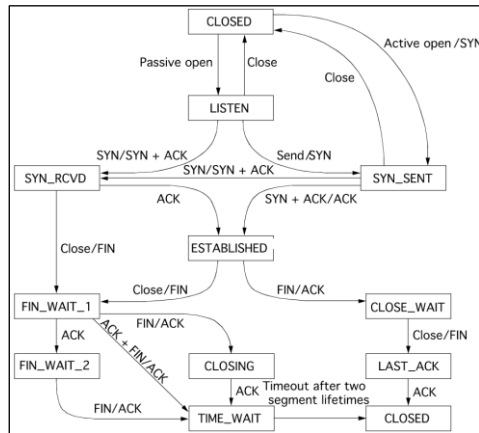 CLOSED
Active open/SYN
Passive open
Close
Close
LISTEN
SYN/SYN + ACK
Send/SYN
SYN/SYN + ACK
SYN_RCVD
SYN_SENT
ACK
SYN + ACK/ACK
Close/FIN
ESTABLISHED
Close/FIN
FIN/ACK
FIN_WAIT_1
CLOSE_WAIT
FIN/ACK
ACK
ACK + FIN/ACK
Close/FIN
FIN_WAIT_2
CLOSING
LAST_ACK
ACK
Timeout after two
segment lifetimes
ACK
FIN/ACK
TIME_WAIT
CLOSED